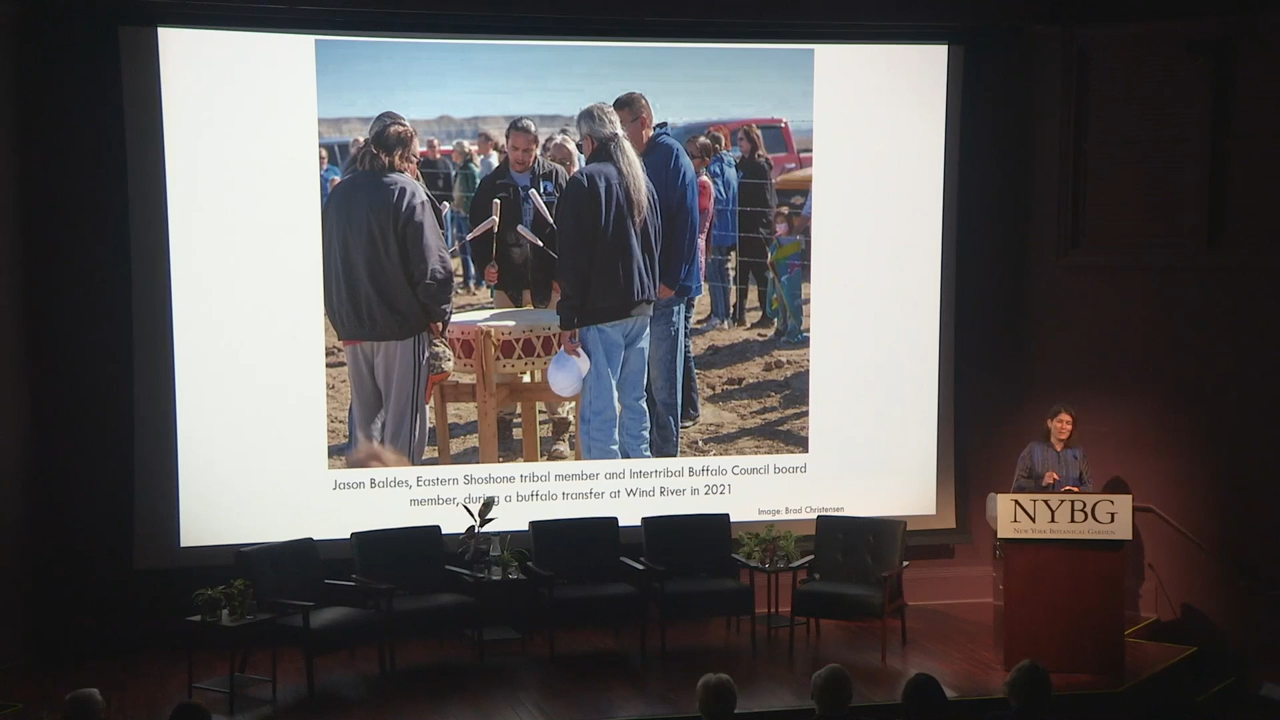 Jason Baldes, Eastern Shoshone tribal member and Intertribal Buffalo Council board
member, during a buffalo transfer at Wind River in 2021
Image: Brad Christensen
NYBG
NEW YORK BOTANICAL GARDEN